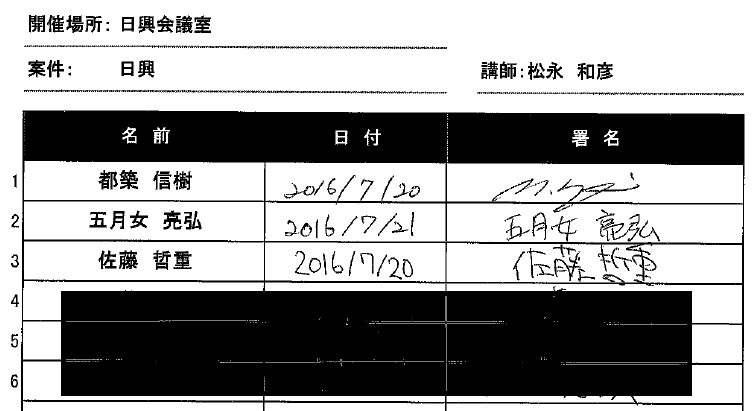 開催場所: 日興会議室
案件: 日興 講師:松永 和彦
名 前 日 付 署 名
1 都築 信樹 2016/7/20
2 五月女 亮弘 2016/7/21 五月女 亮弘
3 佐藤 哲重 2016/7/20 佐藤 哲重
4
5
6